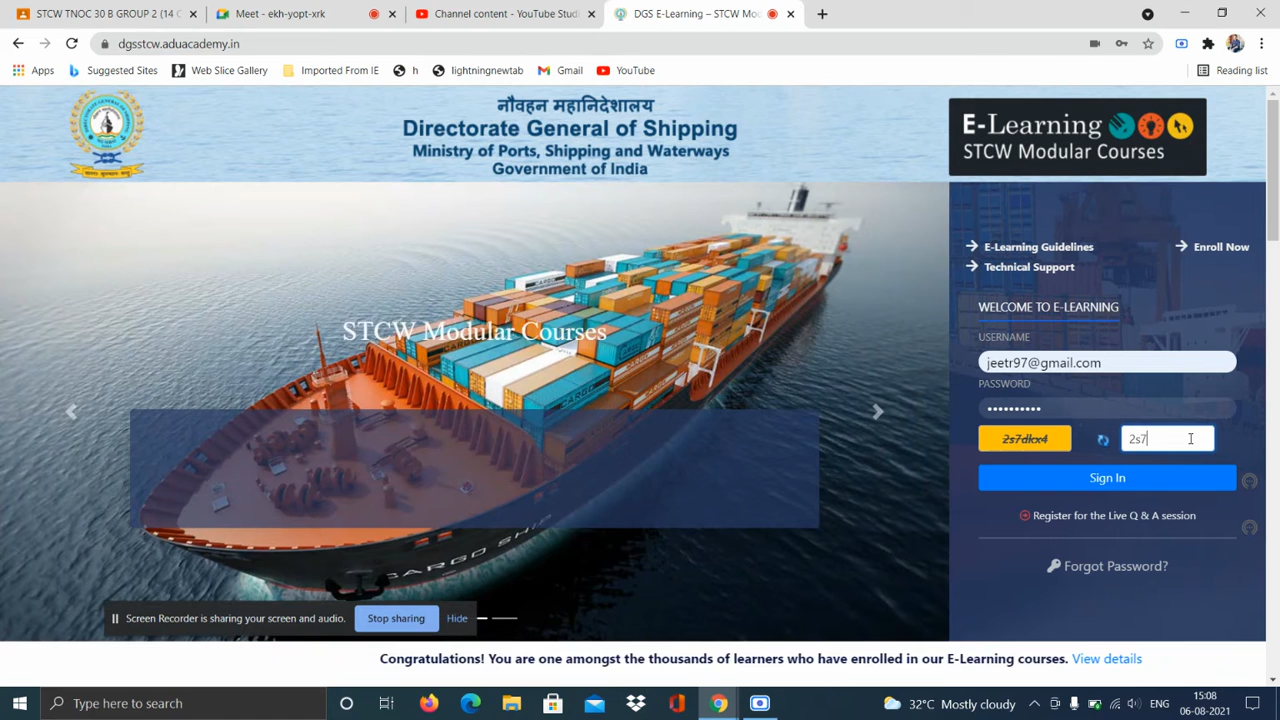 STCW TNOC 30 B GROUP 2 (14
Meet - ekh-yopt-xrk
Channel content - YouTube Stud
DGS E-Learning – STCW Mo
dgsstcw.aduacademy.in
Apps
Suggested Sites
Web Slice Gallery
Imported From IE
h
lightningnewtab
Gmail
YouTube
Reading list
नौवहन महानिदेशालय
Directorate General of Shipping
Ministry of Ports, Shipping and Waterways
Government of India
E-Learning
STCW Modular Courses
E-Learning Guidelines
Enroll Now
Technical Support
WELCOME TO E-LEARNING
USERNAME
jeetr97@gmail.com
PASSWORD
••••••••••
2s7dkx4
2s7
Sign In
Register for the Live Q & A session
Forgot Password?
STCW Modular Courses
CARGO SHIP
Screen Recorder is sharing your screen and audio.
Stop sharing
Hide
Congratulations! You are one amongst the thousands of learners who have enrolled in our E-Learning courses. View details
Type here to search
32°C Mostly cloudy
ENG
15:08
06-08-2021